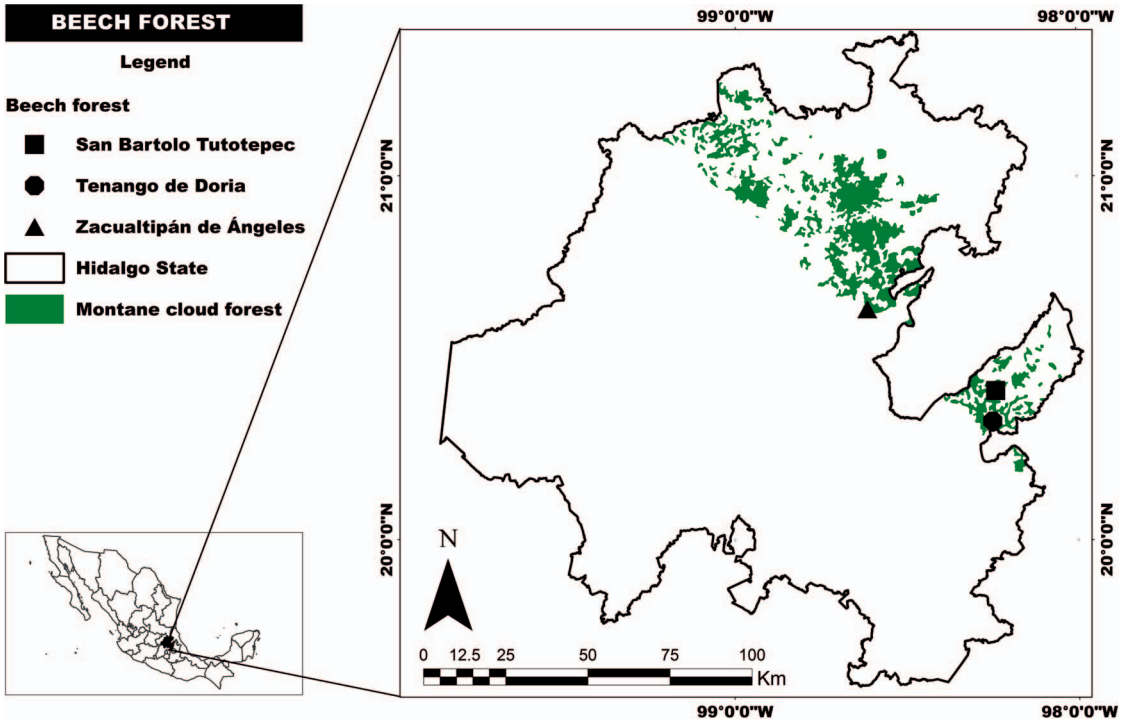 BEECH FOREST
Legend
Beech forest
San Bartolo Tutotepec
Tenango de Doria
Zacualtipán de Ángeles
Hidalgo State
Montane cloud forest
99°0'0"W 98°0'0"W
21°0'0"N 21°0'0"N
20°0'0"N 20°0'0"N
N
0 12.5 25 50 75 100
Km
99°0'0"W 98°0'0"W